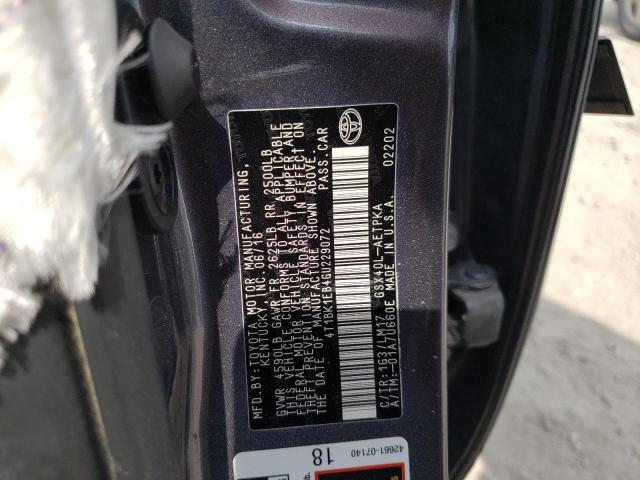 MFD.BY: TOYOTA MOTOR MANUFACTURING,
KENTUCKY, INC. 06/16
GVWR 4590LB GAWR FR 2625LB RR 2500LB
THIS VEHICLE CONFORMS TO ALL APPLICABLE
FEDERAL MOTOR VEHICLE SAFETY BUMPER, AND
THEFT PREVENTION STANDARDS IN EFFECT ON
THE DATE OF MANUFACTURE SHOWN ABOVE.
4T1BK1EB4GU229072 PASS.CAR
C/TR:1G3/LM17 GSX40L-AETPKA
A/TM:-01A/U660E MADE IN U.S.A. 02202
42661-07140
18